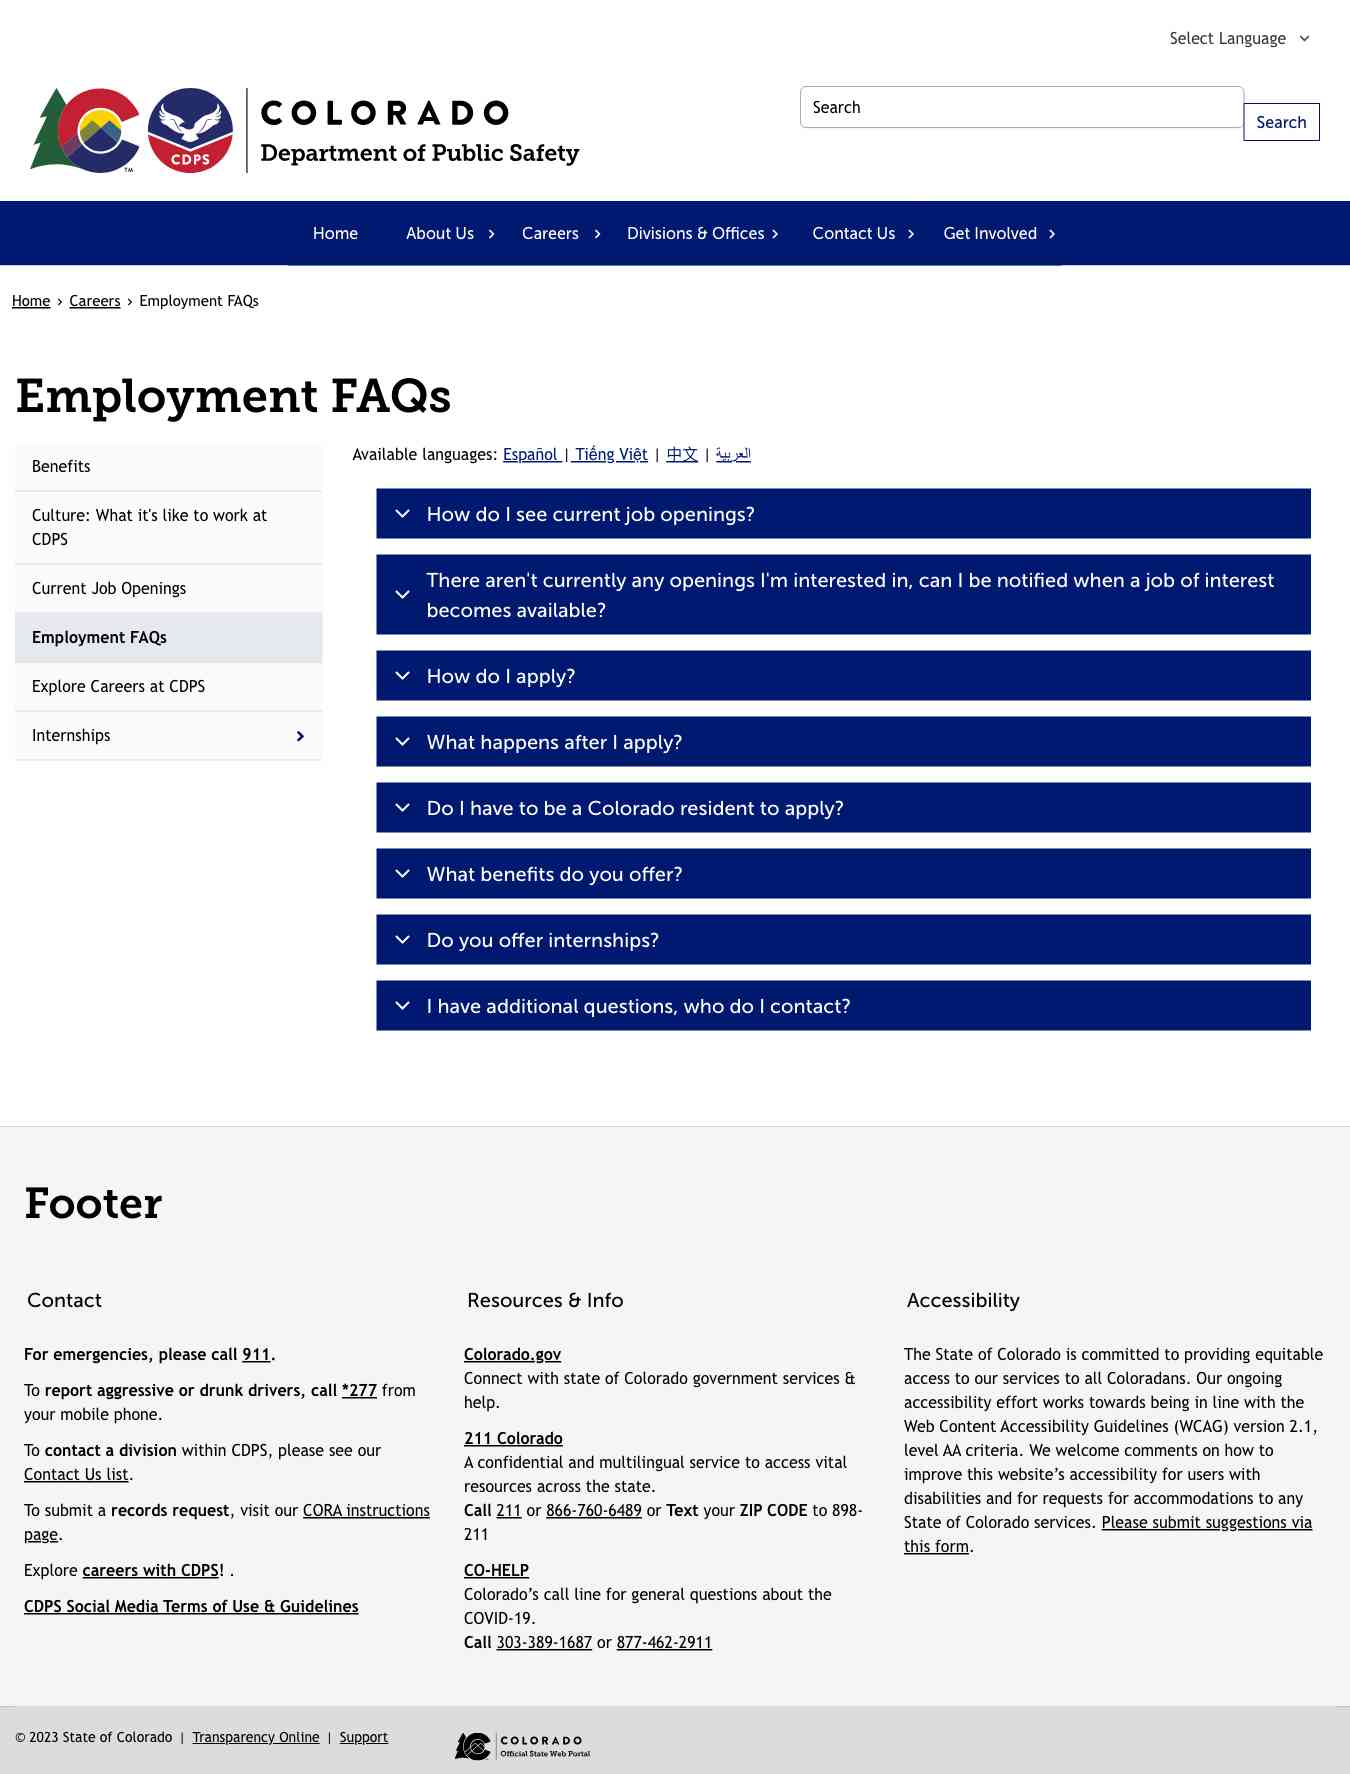 Select Language
CDPS
TM
COLORADO
Department of Public Safety
Search
Search
Home
About Us
Careers
Divisions & Offices
Contact Us
Get Involved
Home › Careers › Employment FAQs
Employment FAQs
Benefits
Culture: What it's like to work at
CDPS
Current Job Openings
Employment FAQs
Explore Careers at CDPS
Internships
Available languages: Español | Tiếng Việt | 中文 | العربية
How do I see current job openings?
There aren't currently any openings I'm interested in, can I be notified when a job of interest
becomes available?
How do I apply?
What happens after I apply?
Do I have to be a Colorado resident to apply?
What benefits do you offer?
Do you offer internships?
I have additional questions, who do I contact?
Footer
Contact
For emergencies, please call 911.
To report aggressive or drunk drivers, call *277 from
your mobile phone.
To contact a division within CDPS, please see our
Contact Us list.
To submit a records request, visit our CORA instructions
page.
Explore careers with CDPS! .
CDPS Social Media Terms of Use & Guidelines
Resources & Info
Colorado.gov
Connect with state of Colorado government services &
help.
211 Colorado
A confidential and multilingual service to access vital
resources across the state.
Call 211 or 866-760-6489 or Text your ZIP CODE to 898-
211
CO-HELP
Colorado’s call line for general questions about the
COVID-19.
Call 303-389-1687 or 877-462-2911
Accessibility
The State of Colorado is committed to providing equitable
access to our services to all Coloradans. Our ongoing
accessibility effort works towards being in line with the
Web Content Accessibility Guidelines (WCAG) version 2.1,
level AA criteria. We welcome comments on how to
improve this website’s accessibility for users with
disabilities and for requests for accommodations to any
State of Colorado services. Please submit suggestions via
this form.
© 2023 State of Colorado | Transparency Online | Support
COLORADO
Official State Web Portal